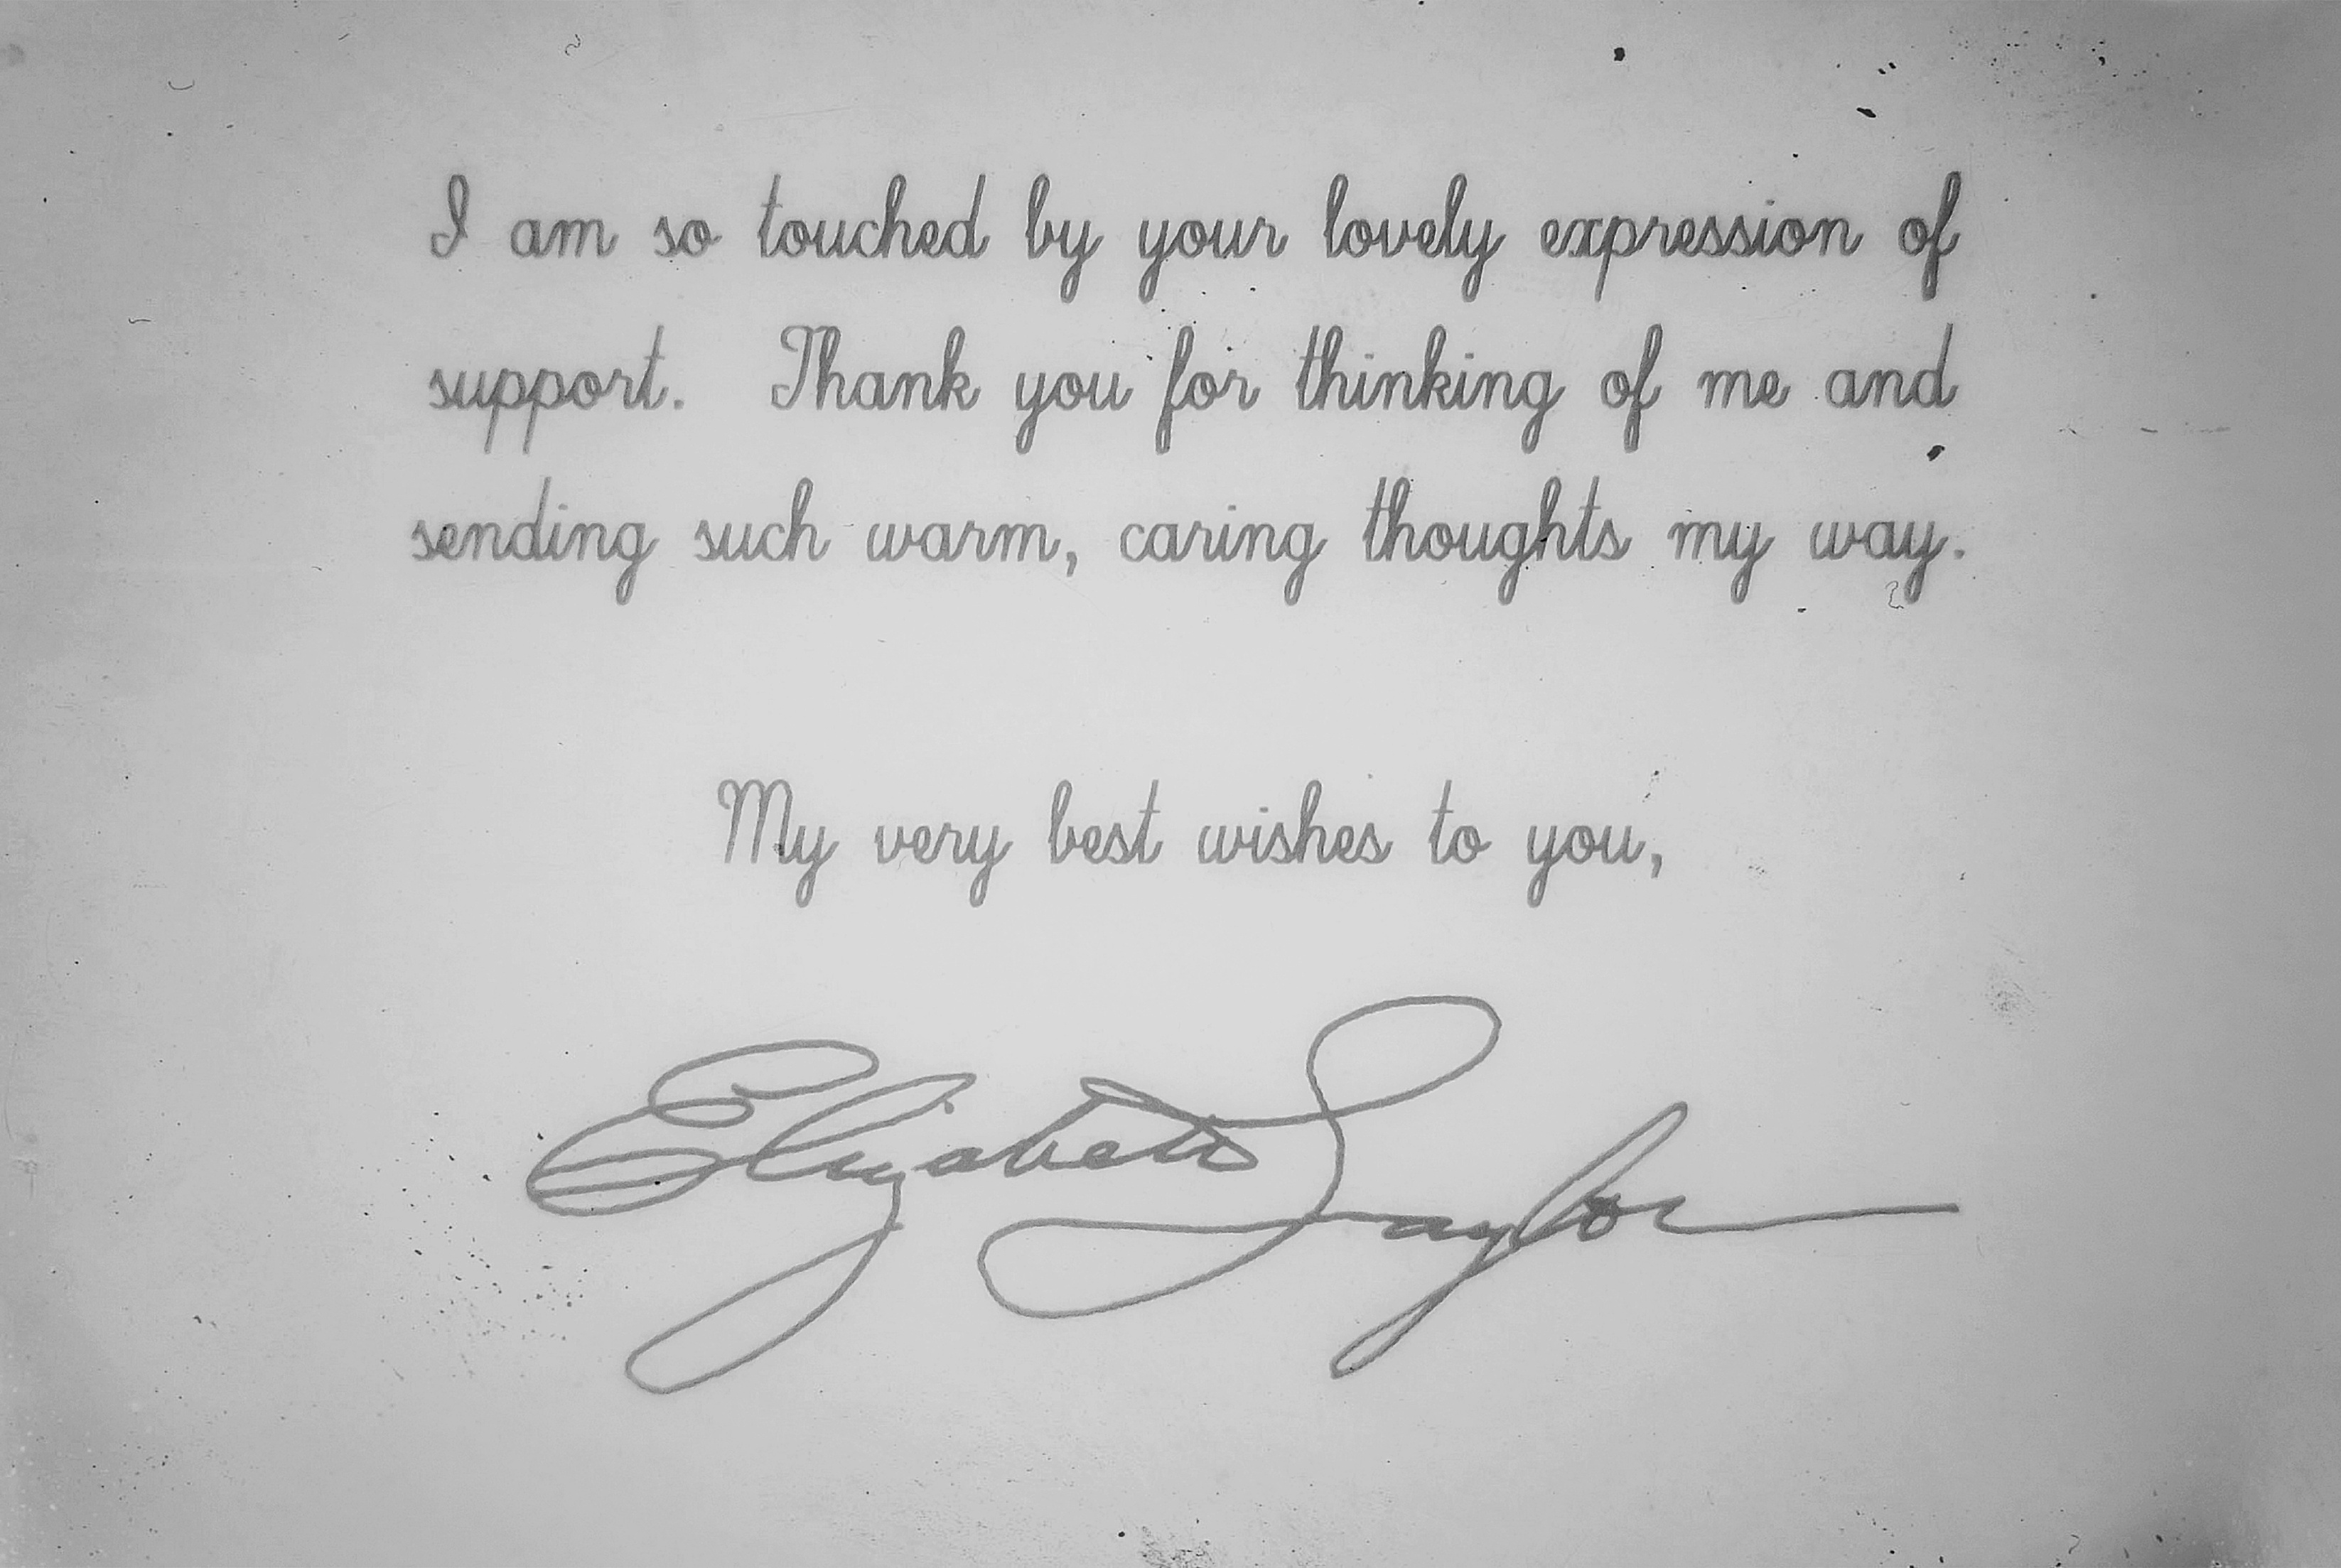 I am so touched by your lovely expression of
support. Thank you for thinking of me and
sending such warm, caring thoughts my way.
My very best wishes to you,
Elizabeth Taylor